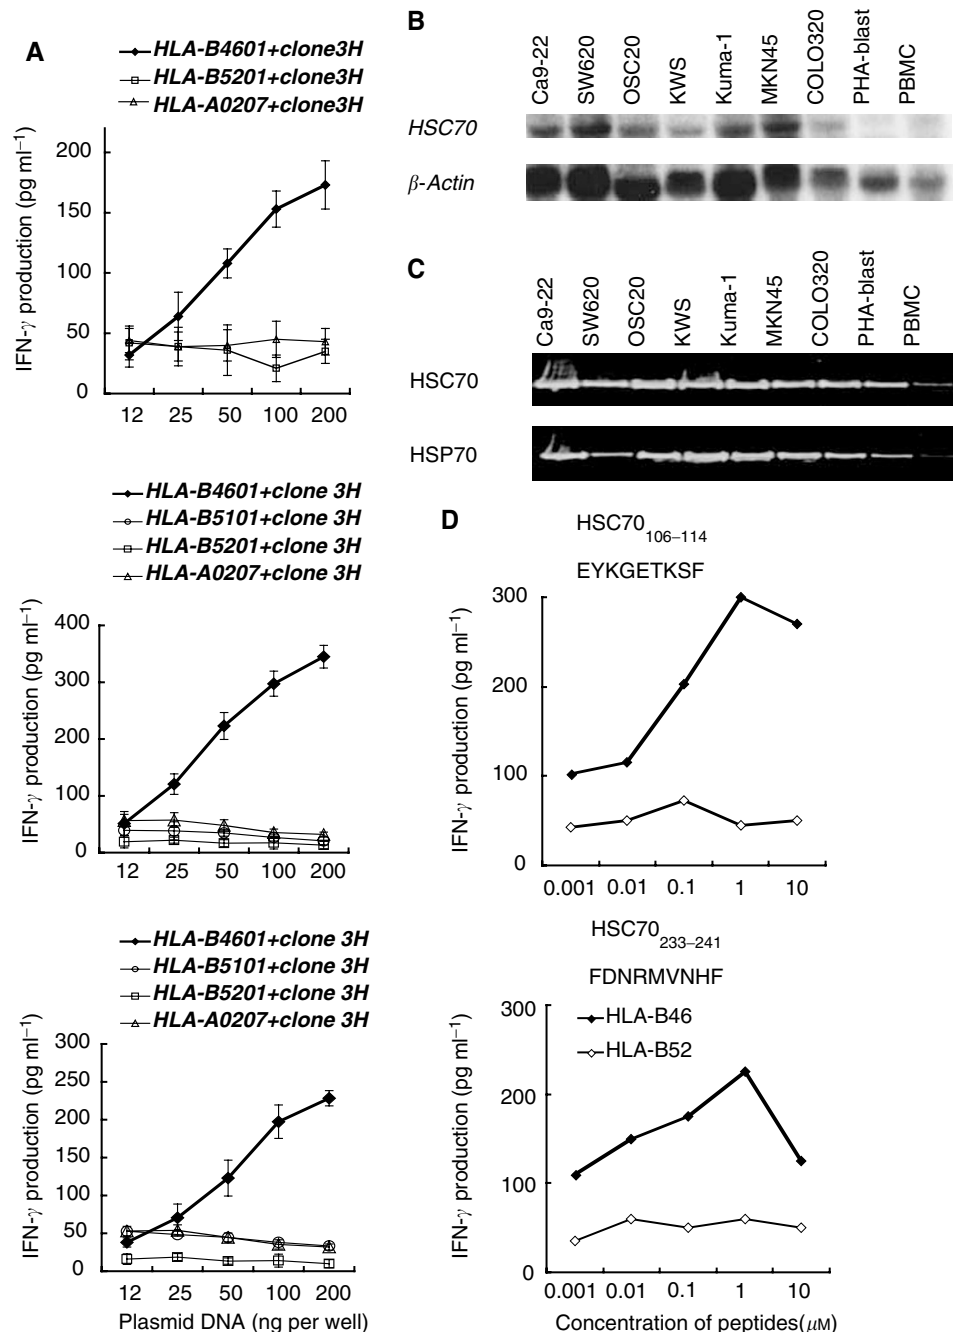 A
HLA-B4601+clone3H
HLA-B5201+clone3H
HLA-A0207+clone3H
IFN-γ production (pg ml⁻¹)
200
150
100
50
0
12 25 50 100 200
HLA-B4601+clone 3H
HLA-B5101+clone 3H
HLA-B5201+clone 3H
HLA-A0207+clone 3H
IFN-γ production (pg ml⁻¹)
400
300
200
100
0
12 25 50 100 200
HLA-B4601+clone 3H
HLA-B5101+clone 3H
HLA-B5201+clone 3H
HLA-A0207+clone 3H
IFN-γ production (pg ml⁻¹)
300
250
200
150
100
50
0
12 25 50 100 200
Plasmid DNA (ng per well)
B
Ca9-22 SW620 OSC20 KWS Kuma-1 MKN45 COLO320 PHA-blast PBMC
HSC70
β-Actin
C
Ca9-22 SW620 OSC20 KWS Kuma-1 MKN45 COLO320 PHA-blast PBMC
HSC70
HSP70
D
HSC70106–114
EYKGETKSF
IFN-γ production (pg ml⁻¹)
300
200
100
0
0.001 0.01 0.1 1 10
HSC70233–241
FDNRMVNHF
HLA-B46
HLA-B52
IFN-γ production (pg ml⁻¹)
300
200
100
0
0.001 0.01 0.1 1 10
Concentration of peptides(μM)